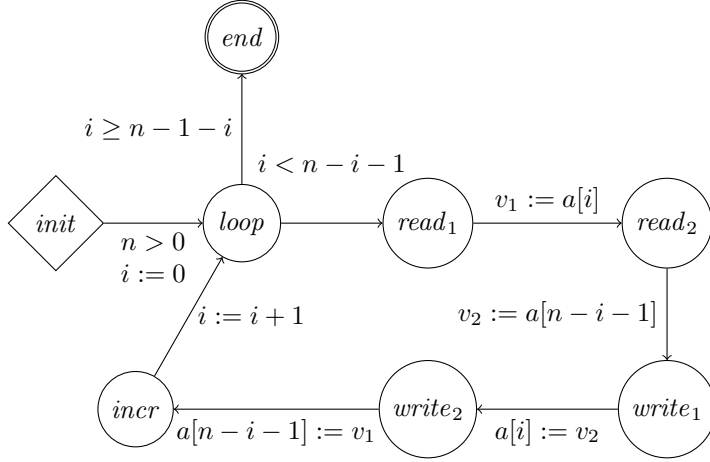 end
i ≥ n − 1 − i
i < n − i − 1
init
loop
read₁
v₁ := a[i]
read₂
n > 0
i := 0
i := i + 1
v₂ := a[n − i − 1]
incr
a[n − i − 1] := v₁
write₂
a[i] := v₂
write₁